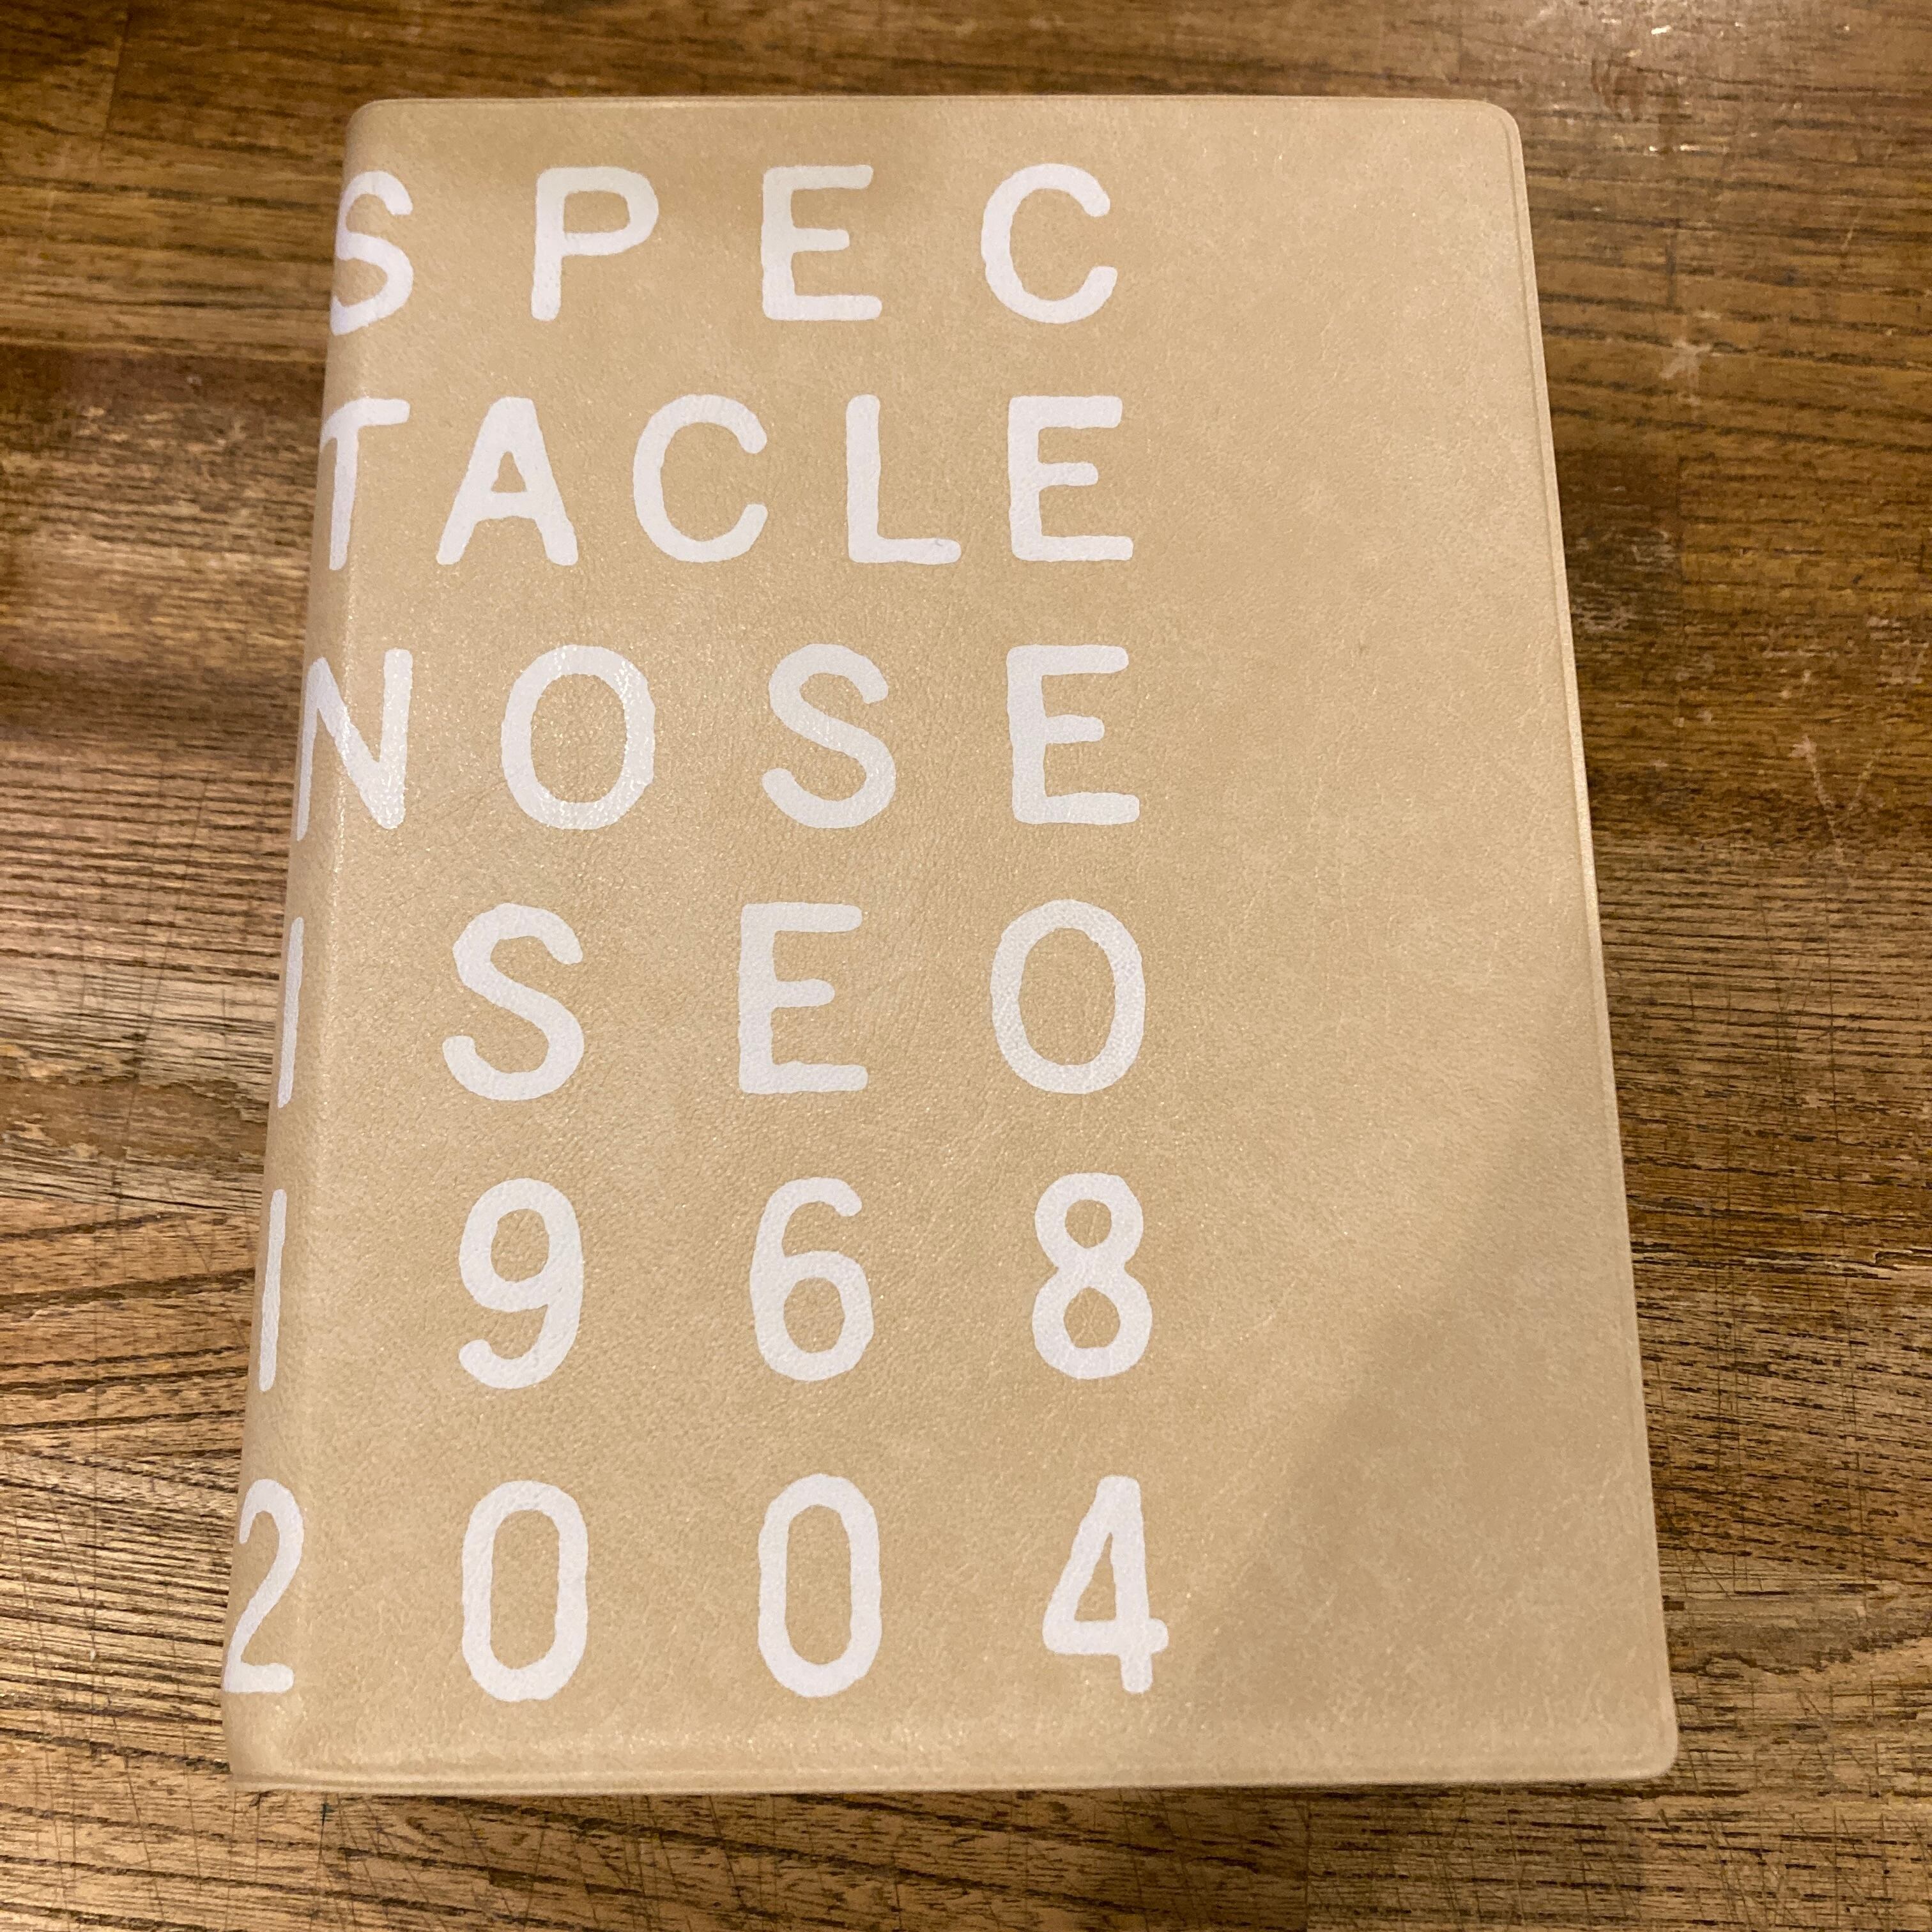 SPEC
TACLE
NOSE
ISEO
1968
2004